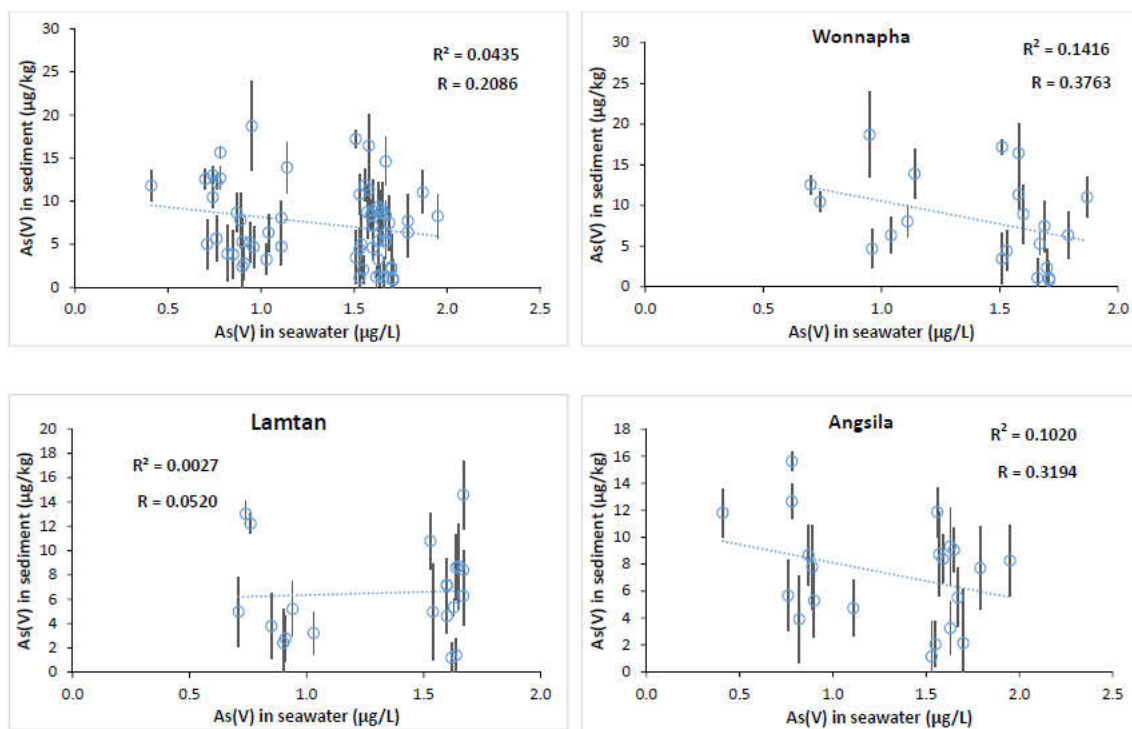 30
25
20
15
10
5
0
As(V) in sediment (µg/kg)
R² = 0.0435
R = 0.2086
0.0 0.5 1.0 1.5 2.0 2.5
As(V) in seawater (µg/L)
Wonnapha
30
25
20
15
10
5
0
As(V) in sediment (µg/kg)
R² = 0.1416
R = 0.3763
0.0 0.5 1.0 1.5 2.0
As(V) in seawater (µg/L)
Lamtan
20
18
16
14
12
10
8
6
4
2
0
As(V) in sediment (µg/kg)
R² = 0.0027
R = 0.0520
0.0 0.5 1.0 1.5 2.0
As(V) in seawater (µg/L)
Angsila
18
16
14
12
10
8
6
4
2
0
As(V) in sediment (µg/kg)
R² = 0.1020
R = 0.3194
0.0 0.5 1.0 1.5 2.0 2.5
As(V) in seawater (µg/L)